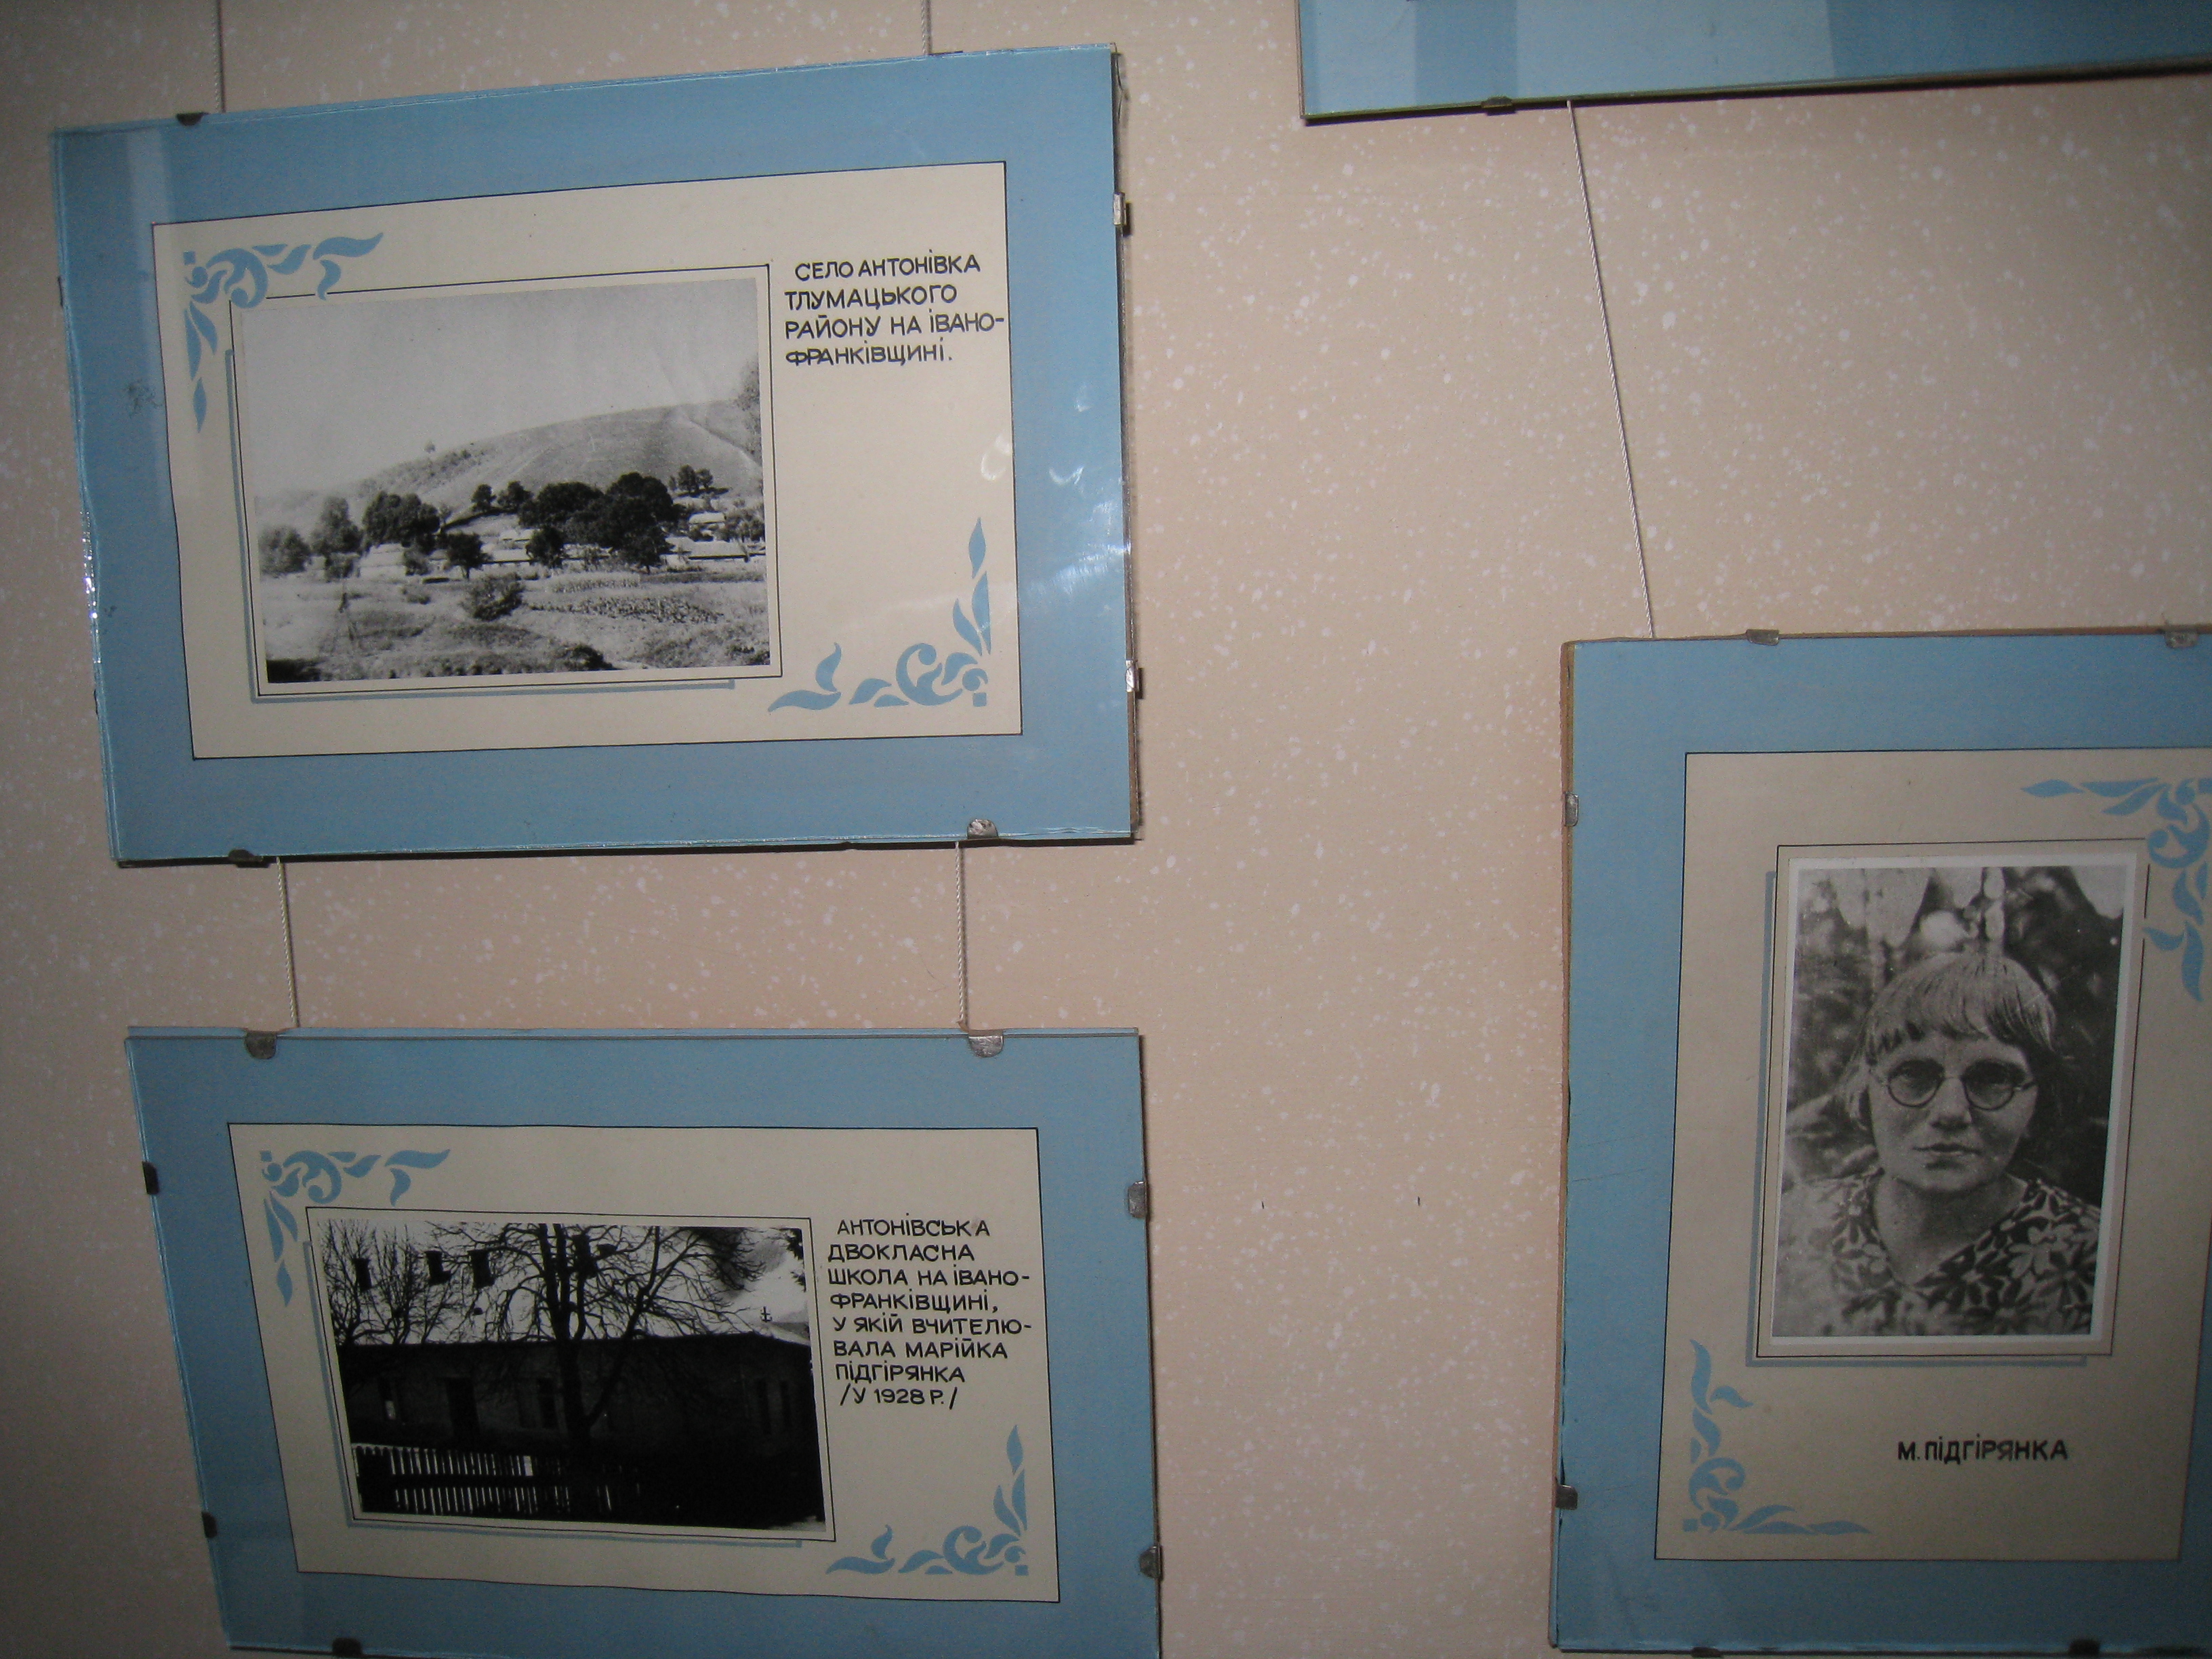 СЕЛО АНТОНІВКА
ТЛУМАЦЬКОГО
РАЙОНУ НА ІВАНО-
ФРАНКІВЩИНІ.
АНТОНІВСЬКА
ДВОКЛАСНА
ШКОЛА НА ІВАНО-
ФРАНКІВЩИНІ,
У ЯКІЙ ВЧИТЕЛЮ-
ВАЛА МАРІЙКА
ПІДГІРЯНКА
/У 1928 Р./
М. ПІДГІРЯНКА